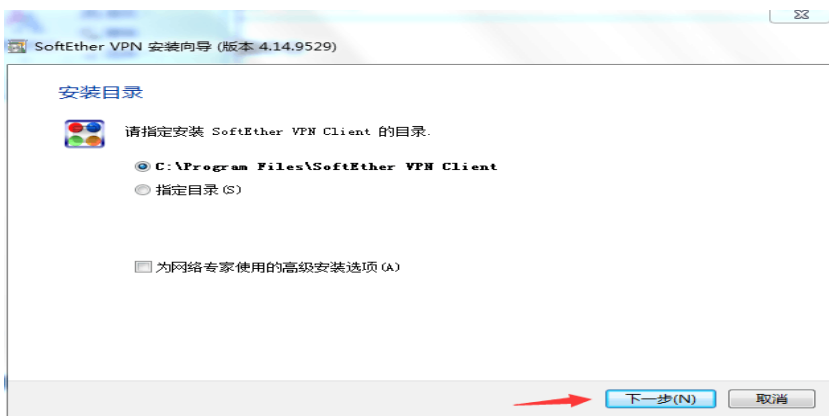 SoftEther VPN 安装向导 (版本 4.14.9529)
安装目录
请指定安装 SoftEther VPN Client 的目录.
C:\Program Files\SoftEther VPN Client
指定目录(S)
为网络专家使用的高级安装选项(A)
下一步(N)
取消